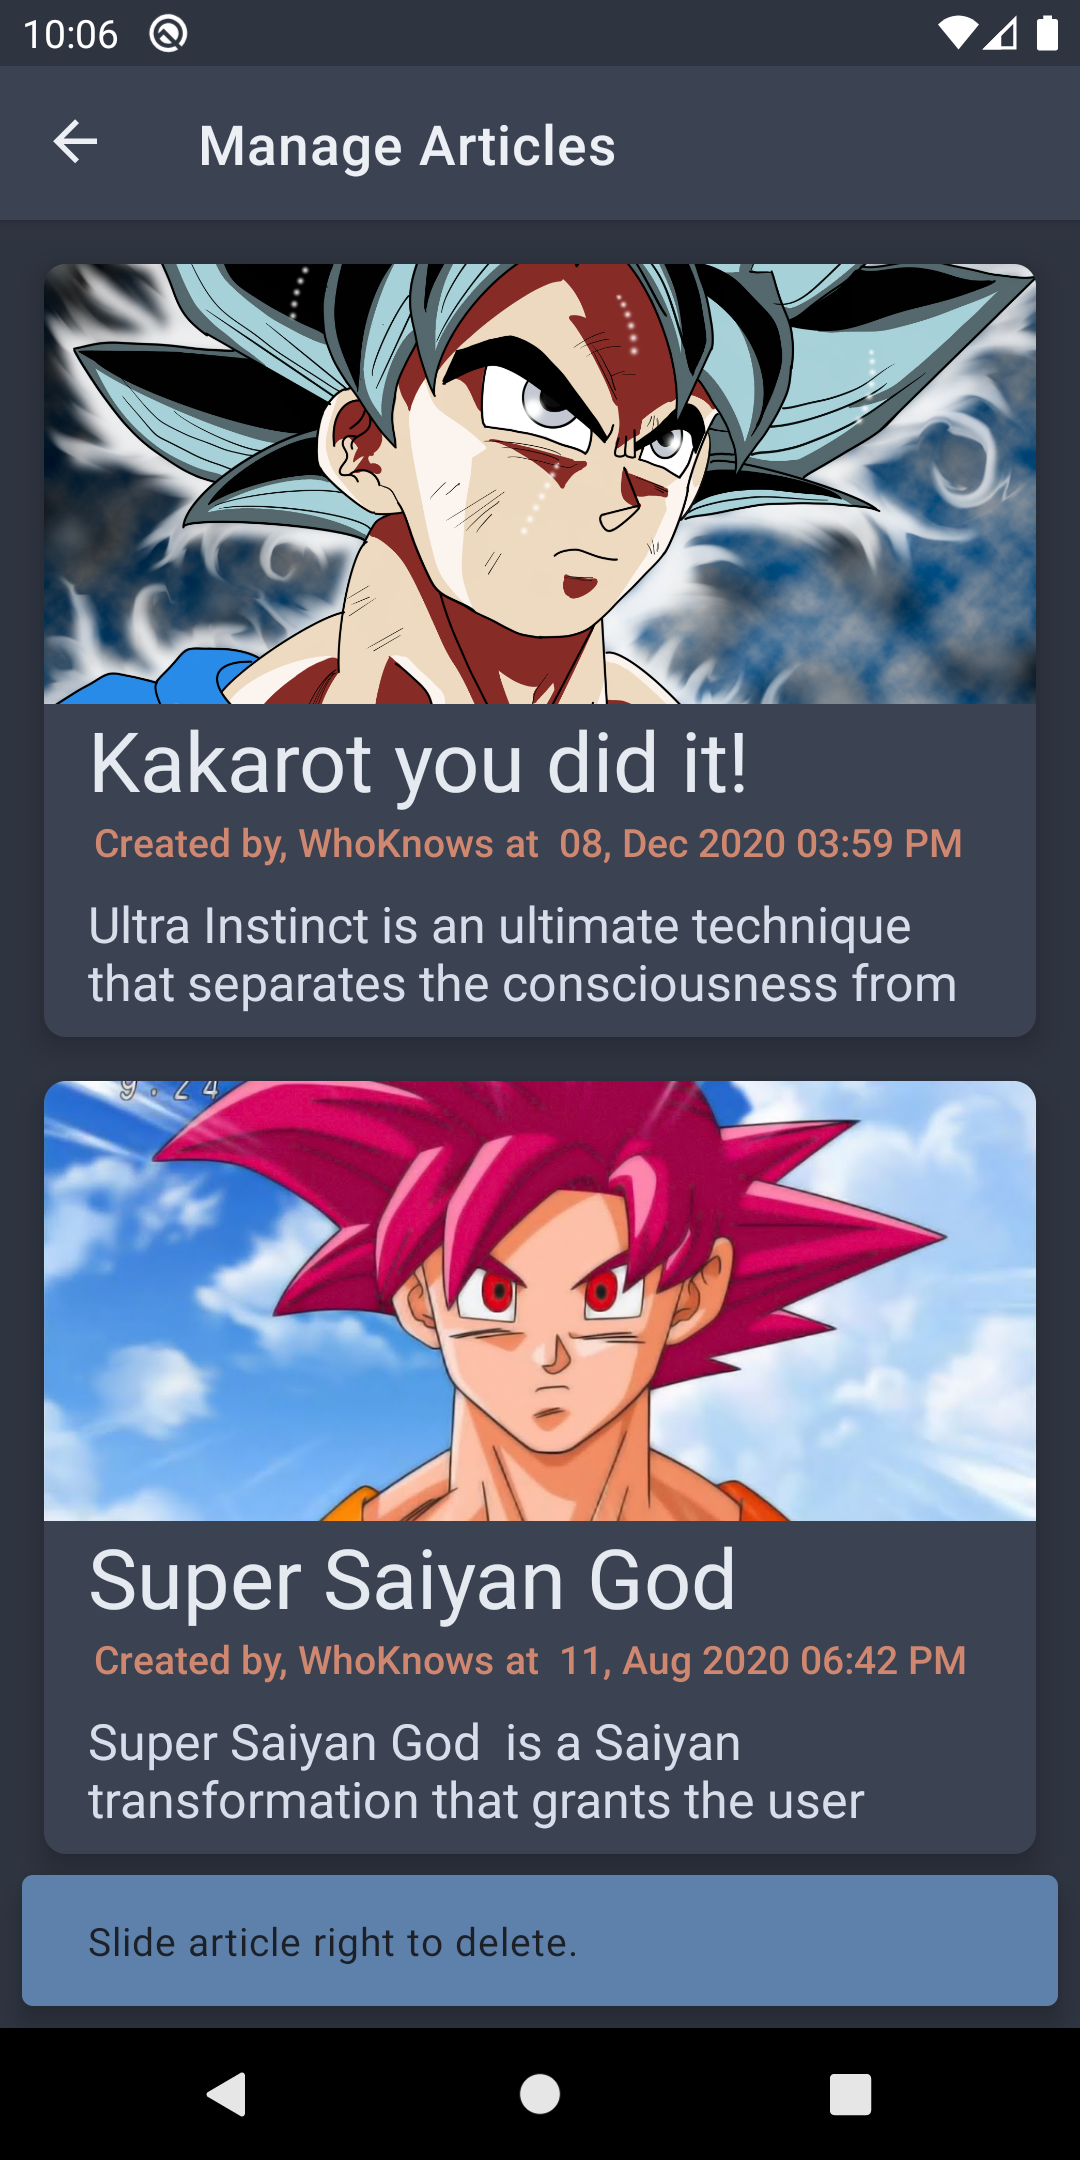 10:06
Manage Articles
Kakarot you did it!
Created by, WhoKnows at  08, Dec 2020 03:59 PM
Ultra Instinct is an ultimate technique
that separates the consciousness from
9:24
Super Saiyan God
Created by, WhoKnows at  11, Aug 2020 06:42 PM
Super Saiyan God  is a Saiyan
transformation that grants the user
Slide article right to delete.